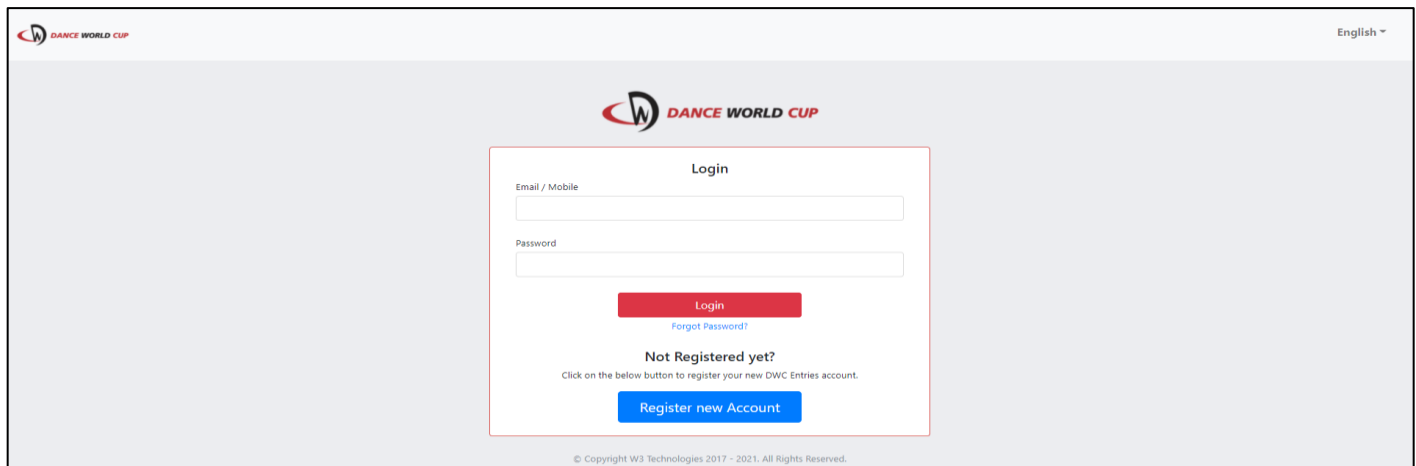 DANCE WORLD CUP
English
DANCE WORLD CUP
Login
Email / Mobile
Password
Login
Forgot Password?
Not Registered yet?
Click on the below button to register your new DWC Entries account.
Register new Account
© Copyright W3 Technologies 2017 - 2021. All Rights Reserved.